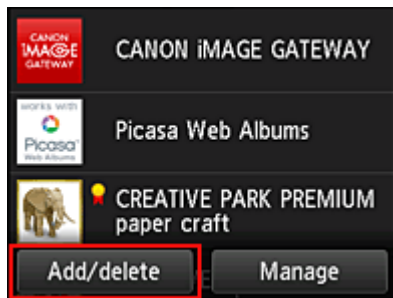 CANON
iMAGE
GATEWAY
CANON iMAGE GATEWAY
works with
Picasa
Web Albums
Picasa Web Albums
CREATIVE PARK PREMIUM
paper craft
Add/delete
Manage